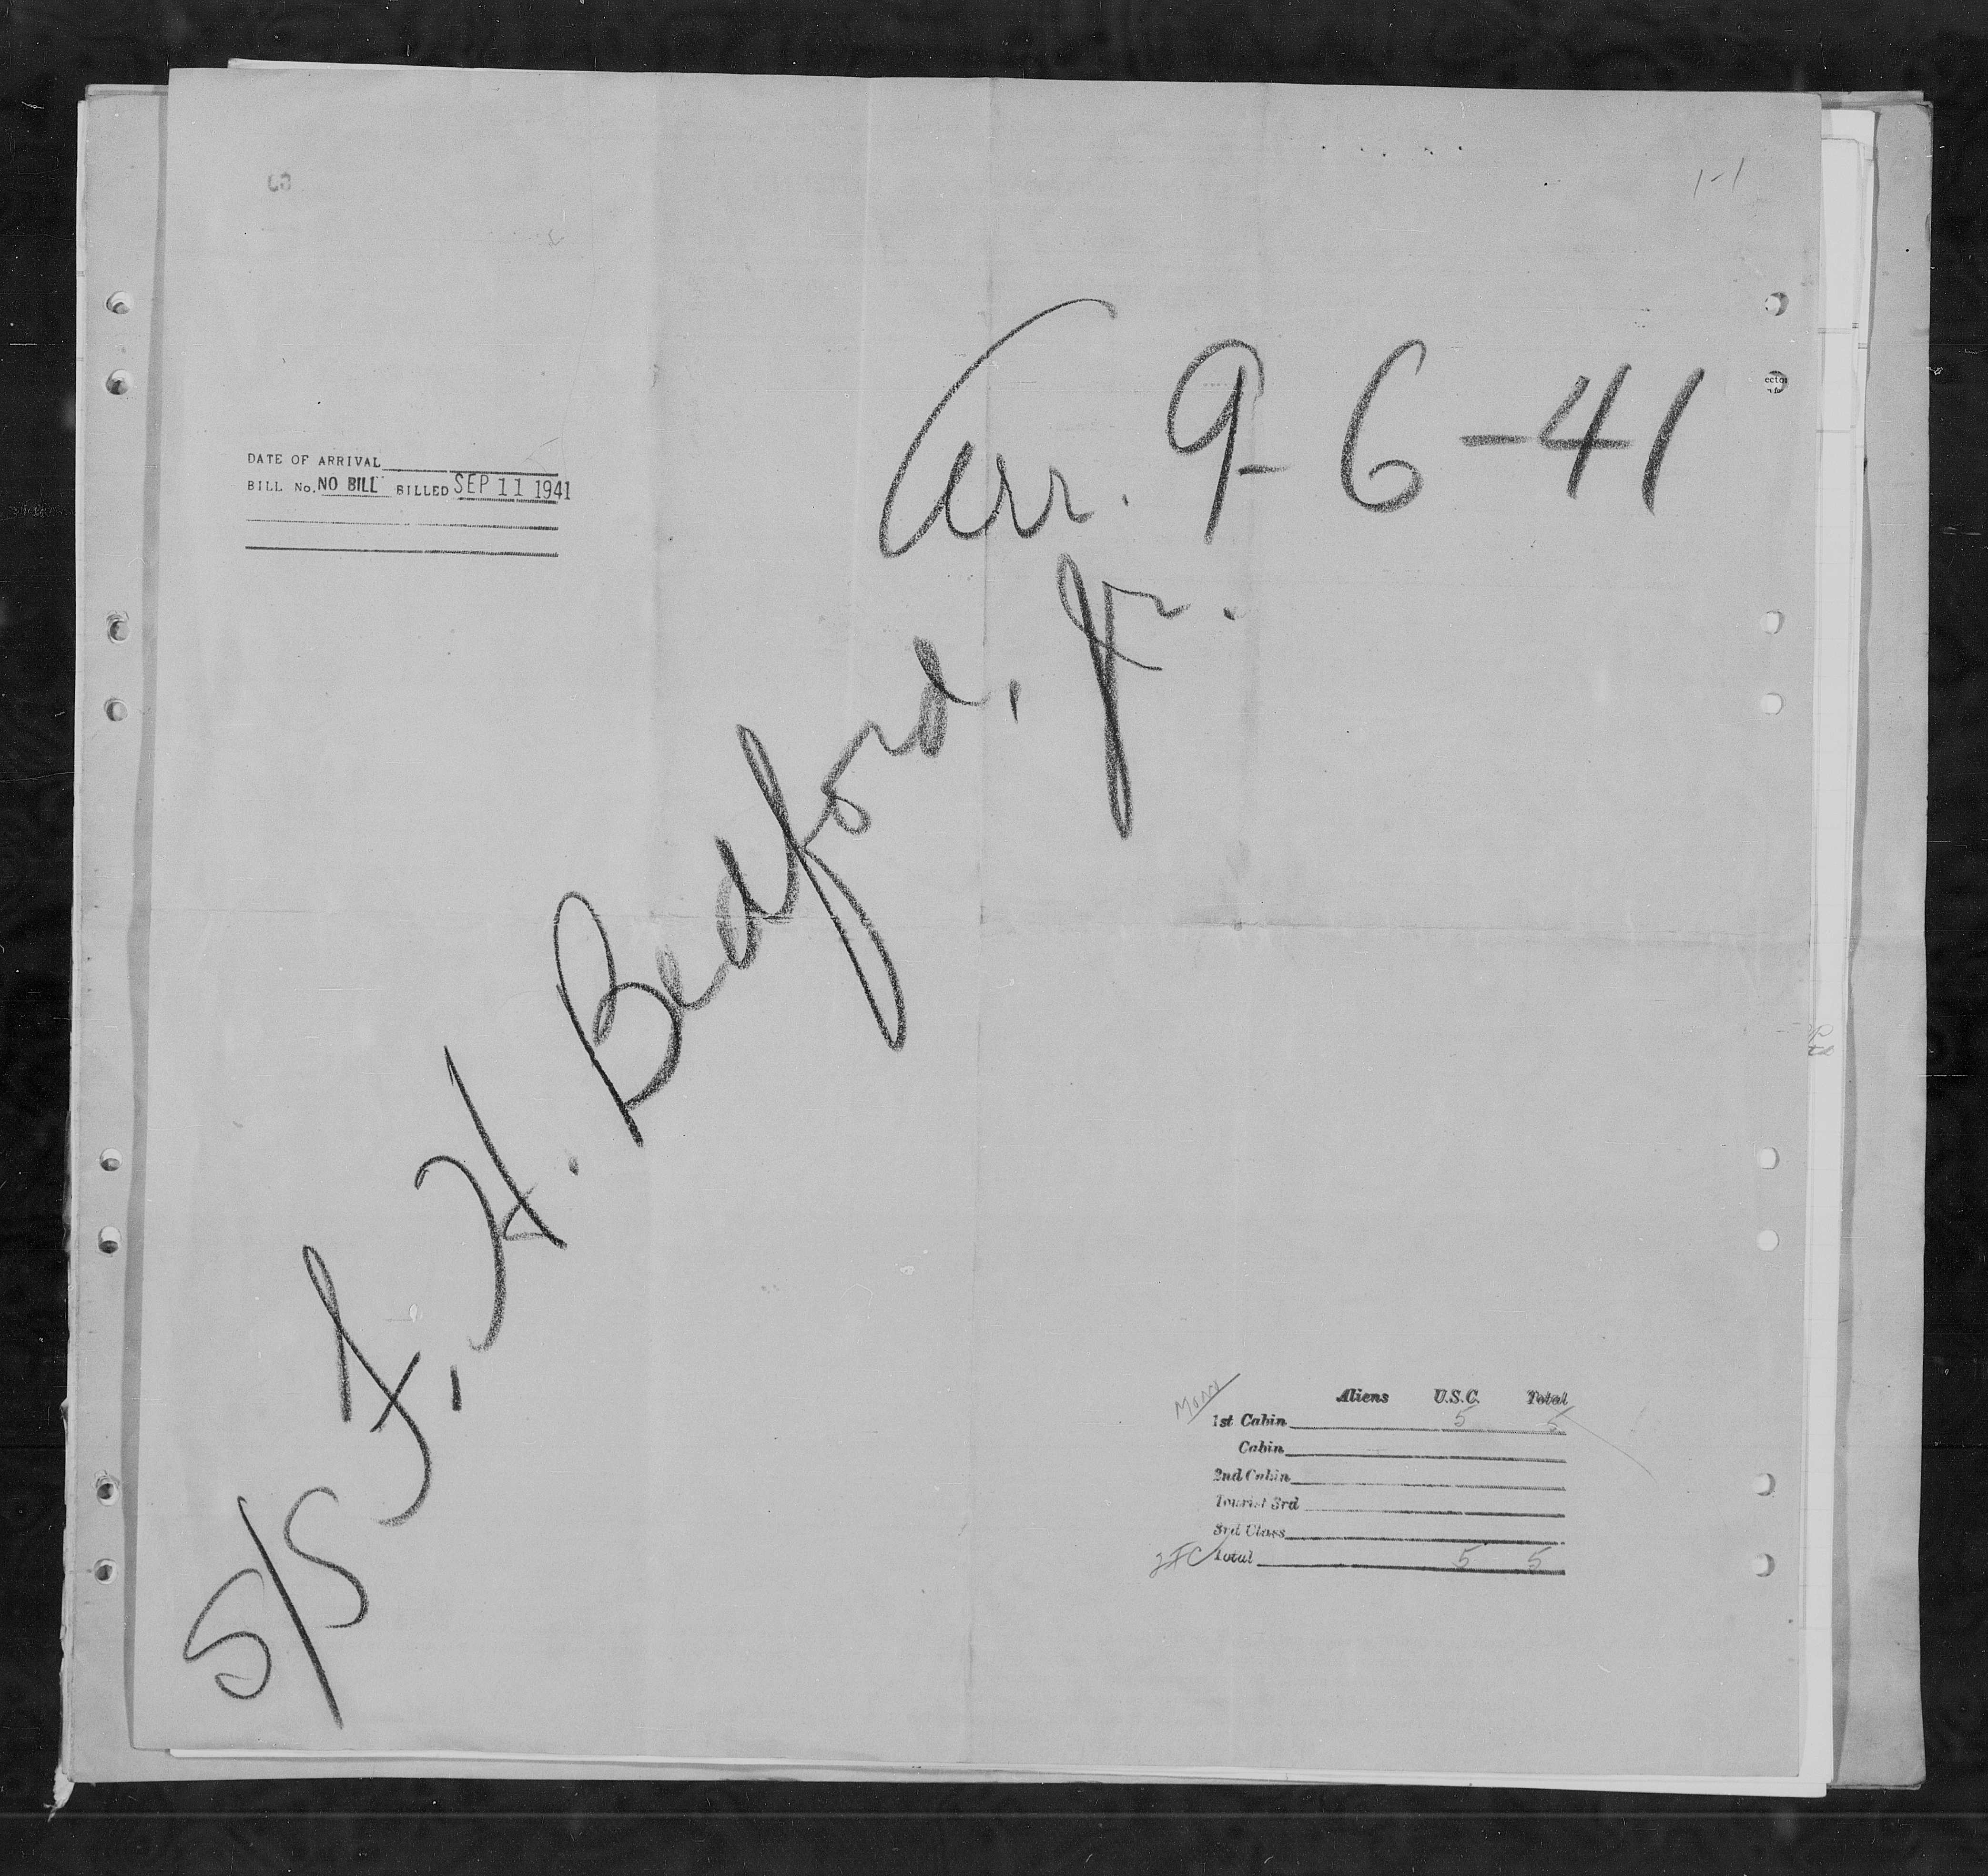 1-1
Arr. 9-6-41
DATE OF ARRIVAL
BILL No. NO BILL BILLED SEP 11 1941
S/S F. H. Bedford, Jr.
Aliens U.S.C. Total
1st Cabin 5 5
Cabin
2nd Cabin
Tourist 3rd
3rd Class
Total 5 5